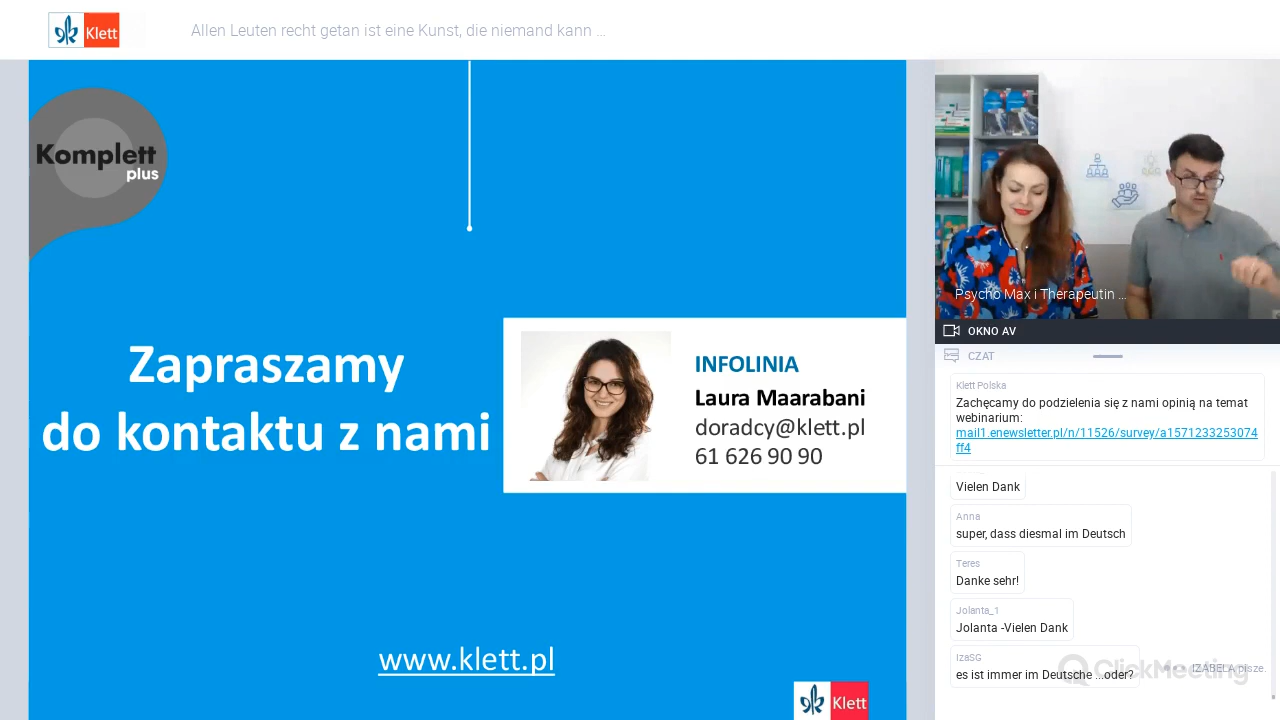 Klett
Allen Leuten recht getan ist eine Kunst, die niemand kann ...
Komplett
plus
Zapraszamy
do kontaktu z nami
INFOLINIA
Laura Maarabani
doradcy@klett.pl
61 626 90 90
www.klett.pl
Klett
Psycho Max i Therapeutin ...
OKNO AV
CZAT
Klett Polska
Zachęcamy do podzielenia się z nami opinią na temat
webinarium:
mail1.enewsletter.pl/n/11526/survey/a1571233253074
ff4
Vielen Dank
Anna
super, dass diesmal im Deutsch
Teres
Danke sehr!
Jolanta_1
Jolanta -Vielen Dank
IzaSG
es ist immer im Deutsche ...oder?
ClickMeeting
IZABELA pisze.